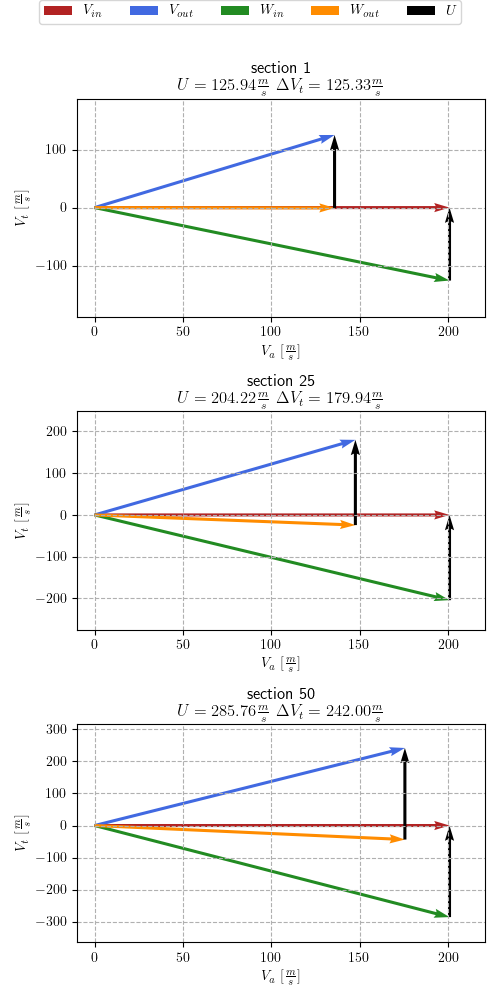 V_in V_out W_in W_out U
section 1
U = 125.94 m/s ΔV_t = 125.33 m/s
100
0
−100
V_t [m/s]
0 50 100 150 200
V_a [m/s]
section 25
U = 204.22 m/s ΔV_t = 179.94 m/s
200
100
0
−100
−200
V_t [m/s]
0 50 100 150 200
V_a [m/s]
section 50
U = 285.76 m/s ΔV_t = 242.00 m/s
300
200
100
0
−100
−200
−300
V_t [m/s]
0 50 100 150 200
V_a [m/s]